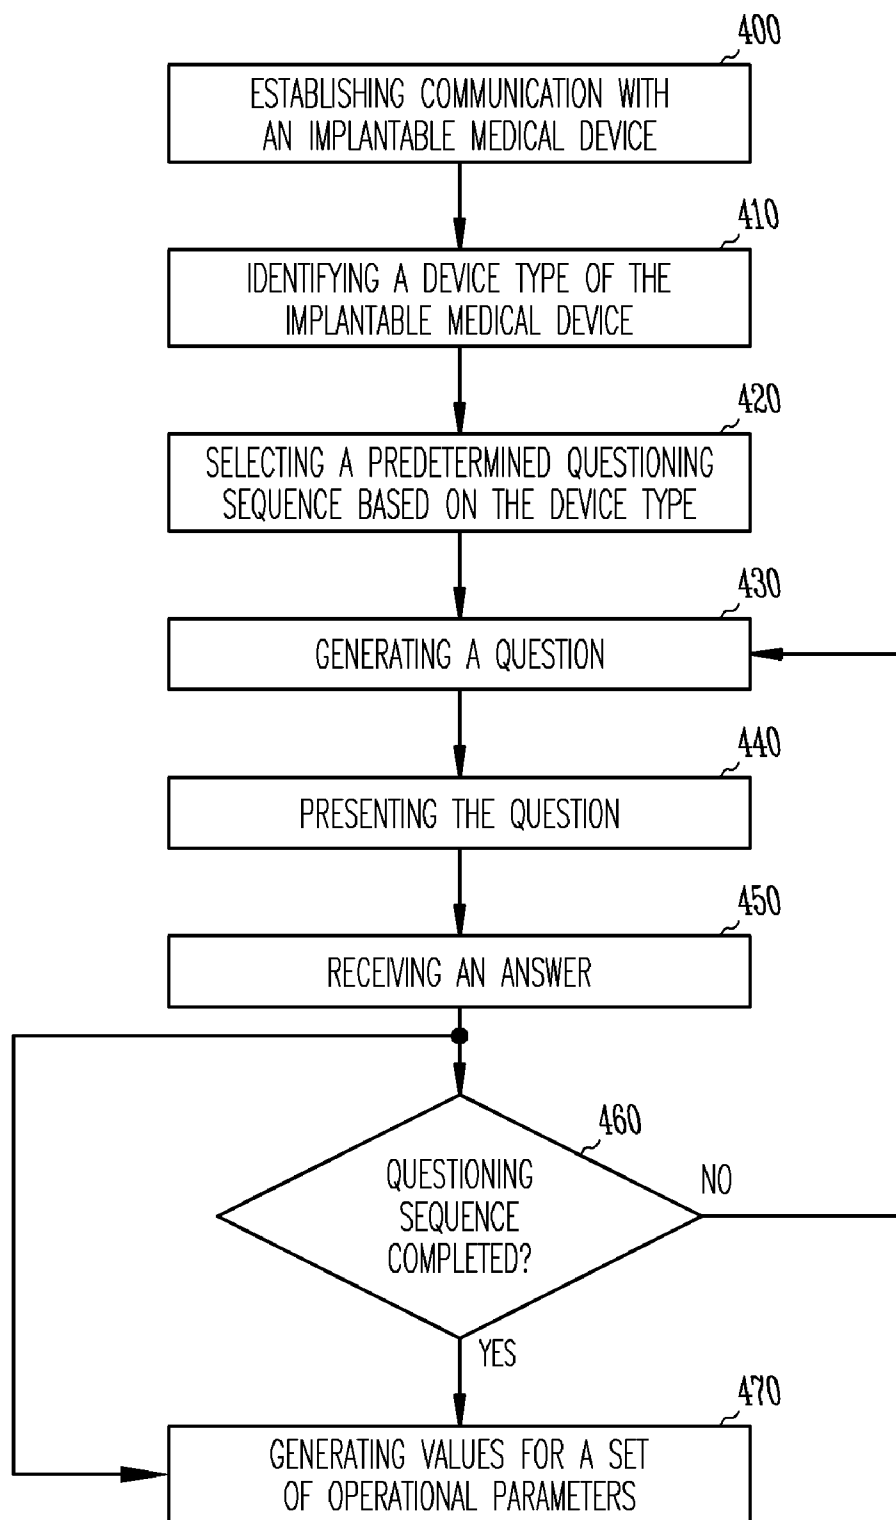 400
ESTABLISHING COMMUNICATION WITH
AN IMPLANTABLE MEDICAL DEVICE
410
IDENTIFYING A DEVICE TYPE OF THE
IMPLANTABLE MEDICAL DEVICE
420
SELECTING A PREDETERMINED QUESTIONING
SEQUENCE BASED ON THE DEVICE TYPE
430
GENERATING A QUESTION
440
PRESENTING THE QUESTION
450
RECEIVING AN ANSWER
460
QUESTIONING
SEQUENCE
COMPLETED?
NO
YES
470
GENERATING VALUES FOR A SET
OF OPERATIONAL PARAMETERS